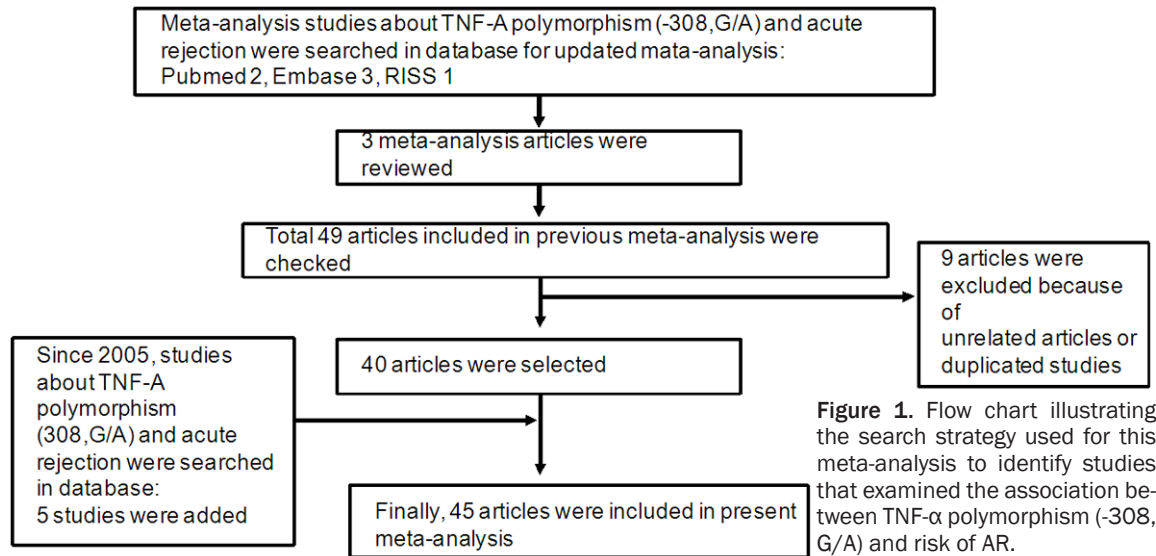 Meta-analysis studies about TNF-A polymorphism (-308,G/A) and acute
rejection were searched in database for updated mata-analysis:
Pubmed 2, Embase 3, RISS 1
3 meta-analysis articles were
reviewed
Total 49 articles included in previous meta-analysis were
checked
9 articles were
excluded because
of
unrelated articles or
duplicated studies
40 articles were selected
Since 2005, studies
about TNF-A
polymorphism
(308,G/A) and acute
rejection were searched
in database:
5 studies were added
Finally, 45 articles were included in present
meta-analysis
Figure 1. Flow chart illustrating
the search strategy used for this
meta-analysis to identify studies
that examined the association be-
tween TNF-α polymorphism (-308,
G/A) and risk of AR.